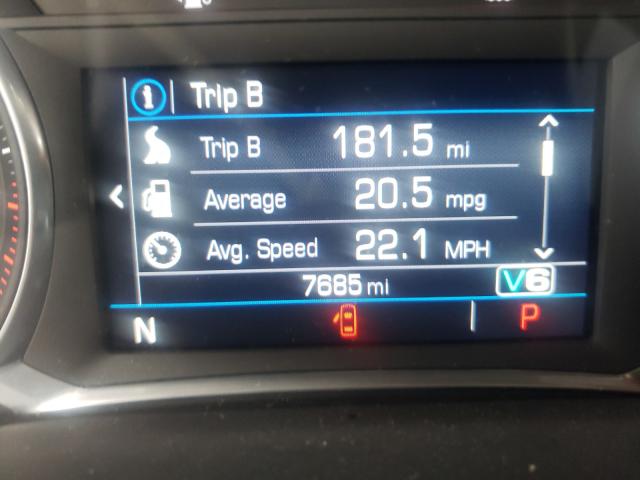 Trip B
Trip B 181.5 mi
Average 20.5 mpg
Avg. Speed 22.1 MPH
7685 mi V6
N P